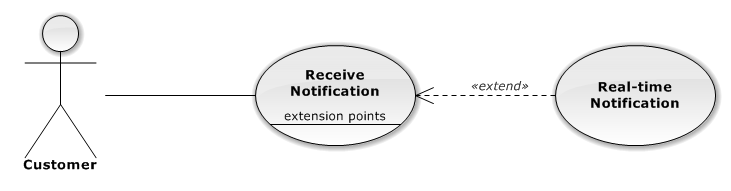 Customer
Receive
Notification
extension points
«extend»
Real-time
Notification